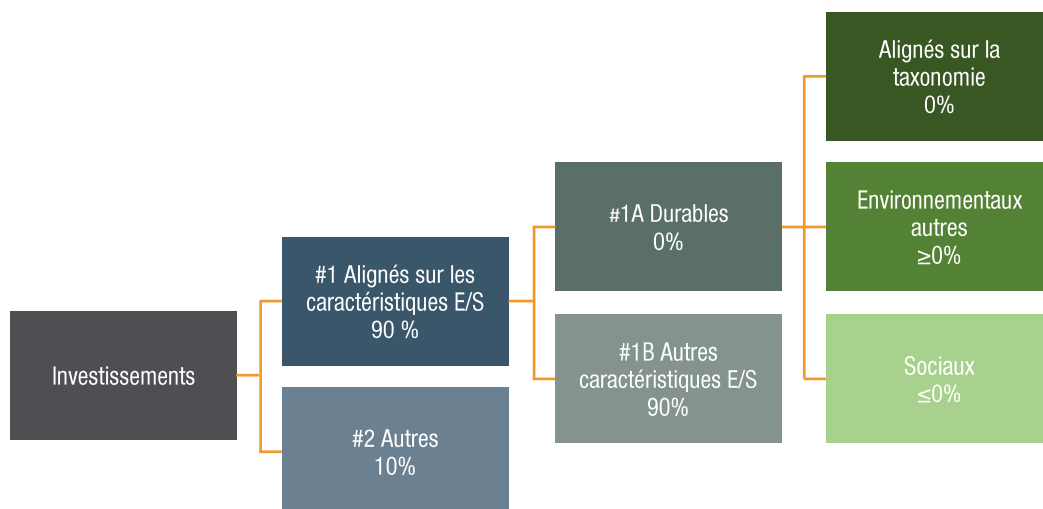 Investissements
#1 Alignés sur les
caractéristiques E/S
90 %
#2 Autres
10%
#1A Durables
0%
#1B Autres
caractéristiques E/S
90%
Alignés sur la
taxonomie
0%
Environnementaux
autres
≥0%
Sociaux
≤0%